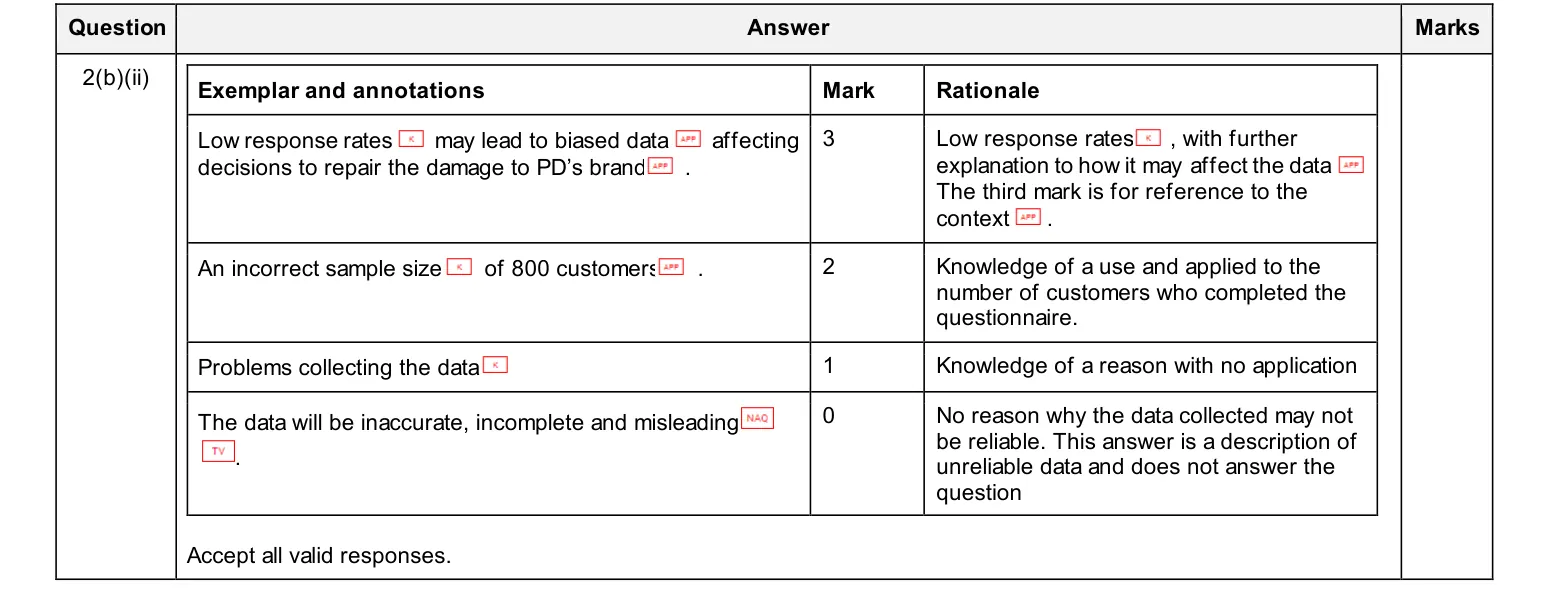 Question Answer Marks
2(b)(ii)
Exemplar and annotations Mark Rationale
Low response rates K may lead to biased data APP affecting
decisions to repair the damage to PD's brand APP .
3
Low response rates K , with further
explanation to how it may affect the data APP
The third mark is for reference to the
context APP .
An incorrect sample size K of 800 customers APP .
2
Knowledge of a use and applied to the
number of customers who completed the
questionnaire.
Problems collecting the data K
1
Knowledge of a reason with no application
The data will be inaccurate, incomplete and misleading NAQ
TV .
0
No reason why the data collected may not
be reliable. This answer is a description of
unreliable data and does not answer the
question
Accept all valid responses.